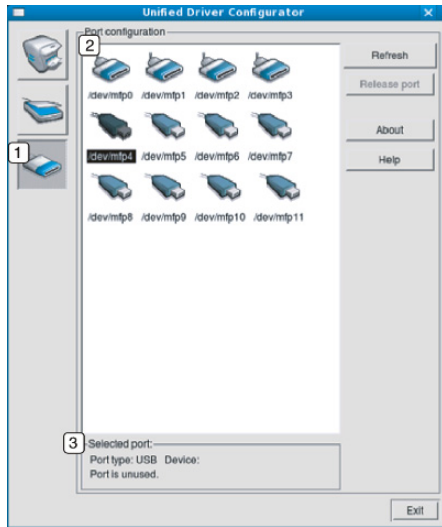 Unified Driver Configurator
Port configuration
2
Refresh
/dev/mfp0 /dev/mfp1 /dev/mfp2 /dev/mfp3
Release port
About
1
/dev/mfp4 /dev/mfp5 /dev/mfp6 /dev/mfp7
Help
/dev/mfp8 /dev/mfp9 /dev/mfp10 /dev/mfp11
3
Selected port:
Port type: USB Device:
Port is unused.
Exit